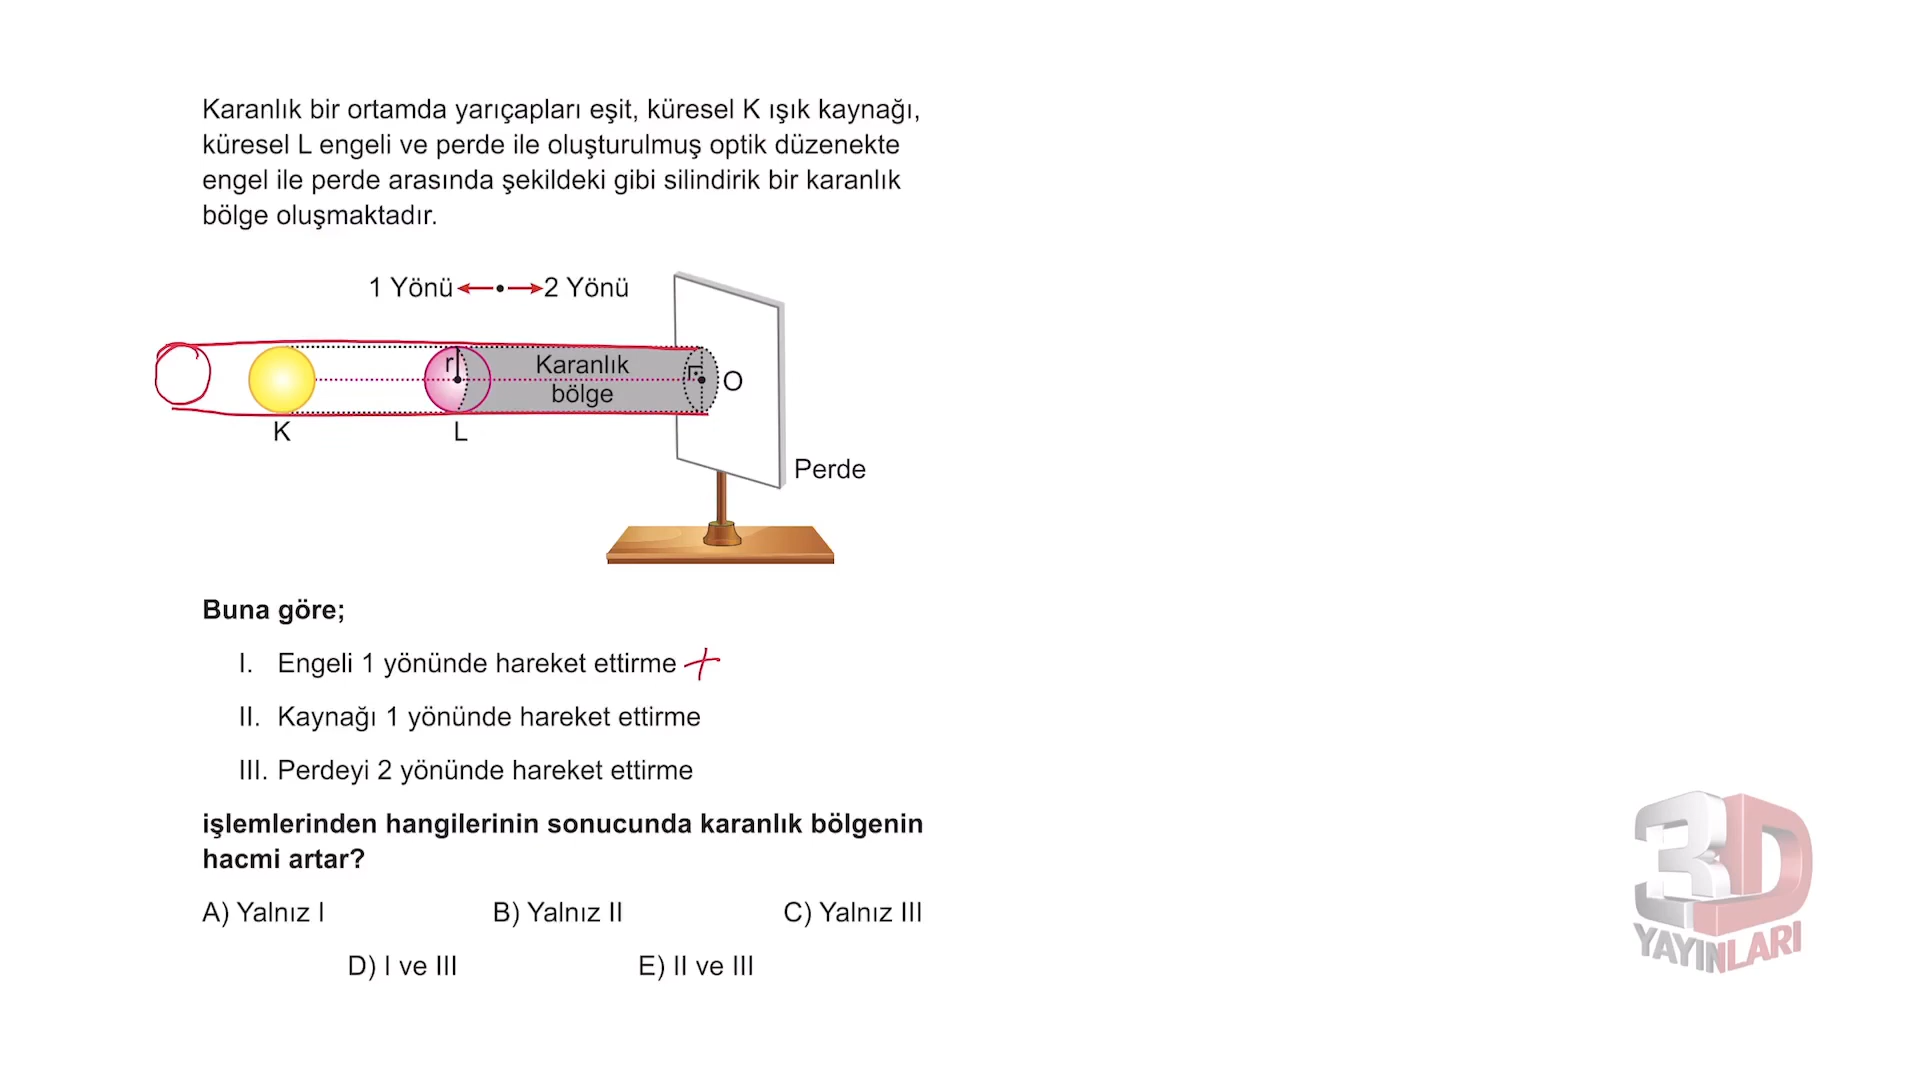 Karanlık bir ortamda yarıçapları eşit, küresel K ışık kaynağı,
küresel L engeli ve perde ile oluşturulmuş optik düzenekte
engel ile perde arasında şekildeki gibi silindirik bir karanlık
bölge oluşmaktadır.
1 Yönü 2 Yönü
r
Karanlık
bölge
O
K
L
Perde
Buna göre;
I. Engeli 1 yönünde hareket ettirme
II. Kaynağı 1 yönünde hareket ettirme
III. Perdeyi 2 yönünde hareket ettirme
işlemlerinden hangilerinin sonucunda karanlık bölgenin
hacmi artar?
A) Yalnız I B) Yalnız II C) Yalnız III
D) I ve III E) II ve III
3D
YAYINLARI